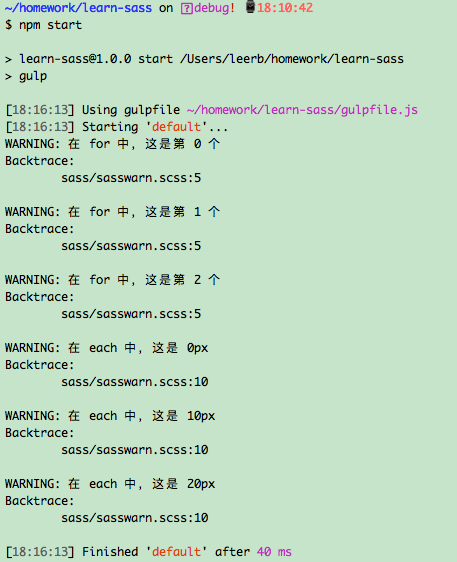 ~/homework/learn-sass on debug! 18:10:42
$ npm start
> learn-sass@1.0.0 start /Users/leerb/homework/learn-sass
> gulp
[18:16:13] Using gulpfile ~/homework/learn-sass/gulpfile.js
[18:16:13] Starting 'default'...
WARNING: 在 for 中, 这是第 0 个
Backtrace:
sass/sasswarn.scss:5
WARNING: 在 for 中, 这是第 1 个
Backtrace:
sass/sasswarn.scss:5
WARNING: 在 for 中, 这是第 2 个
Backtrace:
sass/sasswarn.scss:5
WARNING: 在 each 中, 这是 0px
Backtrace:
sass/sasswarn.scss:10
WARNING: 在 each 中, 这是 10px
Backtrace:
sass/sasswarn.scss:10
WARNING: 在 each 中, 这是 20px
Backtrace:
sass/sasswarn.scss:10
[18:16:13] Finished 'default' after 40 ms